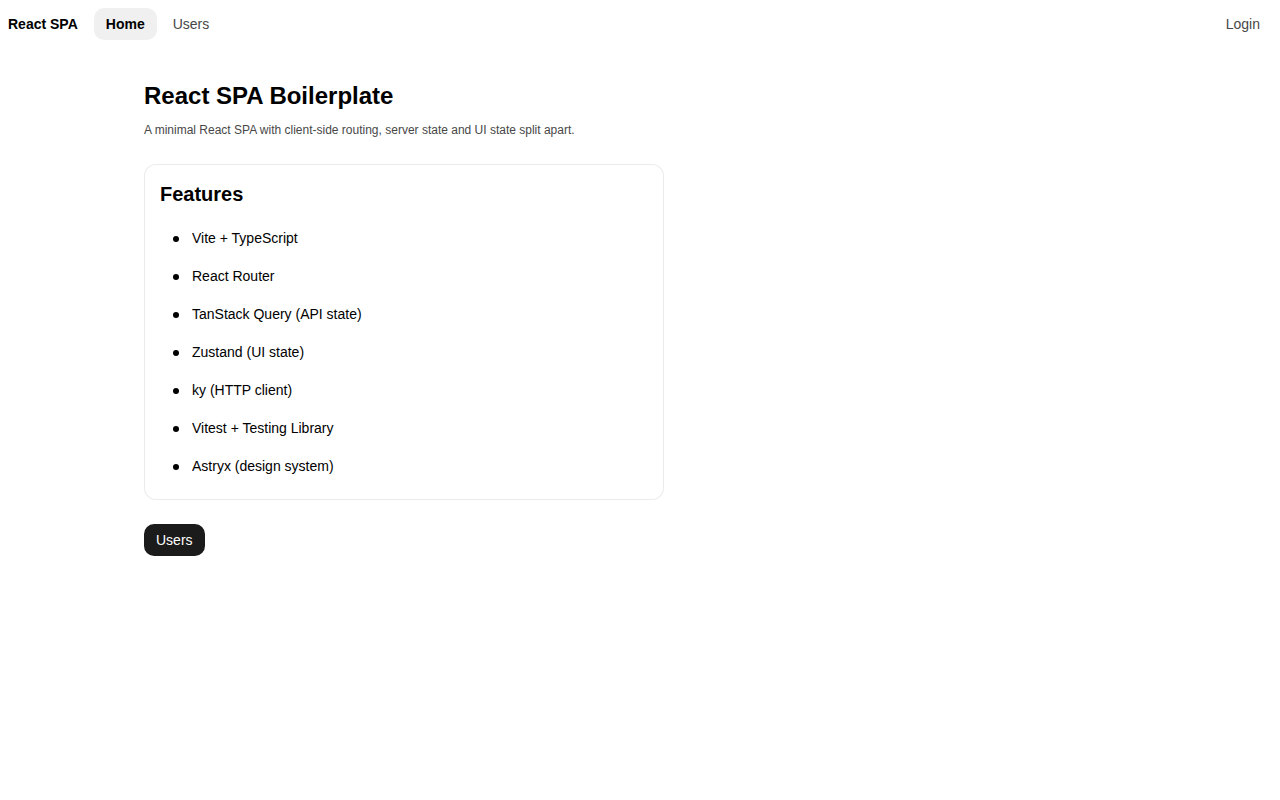 React SPA
Home
Users
Login
React SPA Boilerplate
A minimal React SPA with client-side routing, server state and UI state split apart.
Features
Vite + TypeScript
React Router
TanStack Query (API state)
Zustand (UI state)
ky (HTTP client)
Vitest + Testing Library
Astryx (design system)
Users